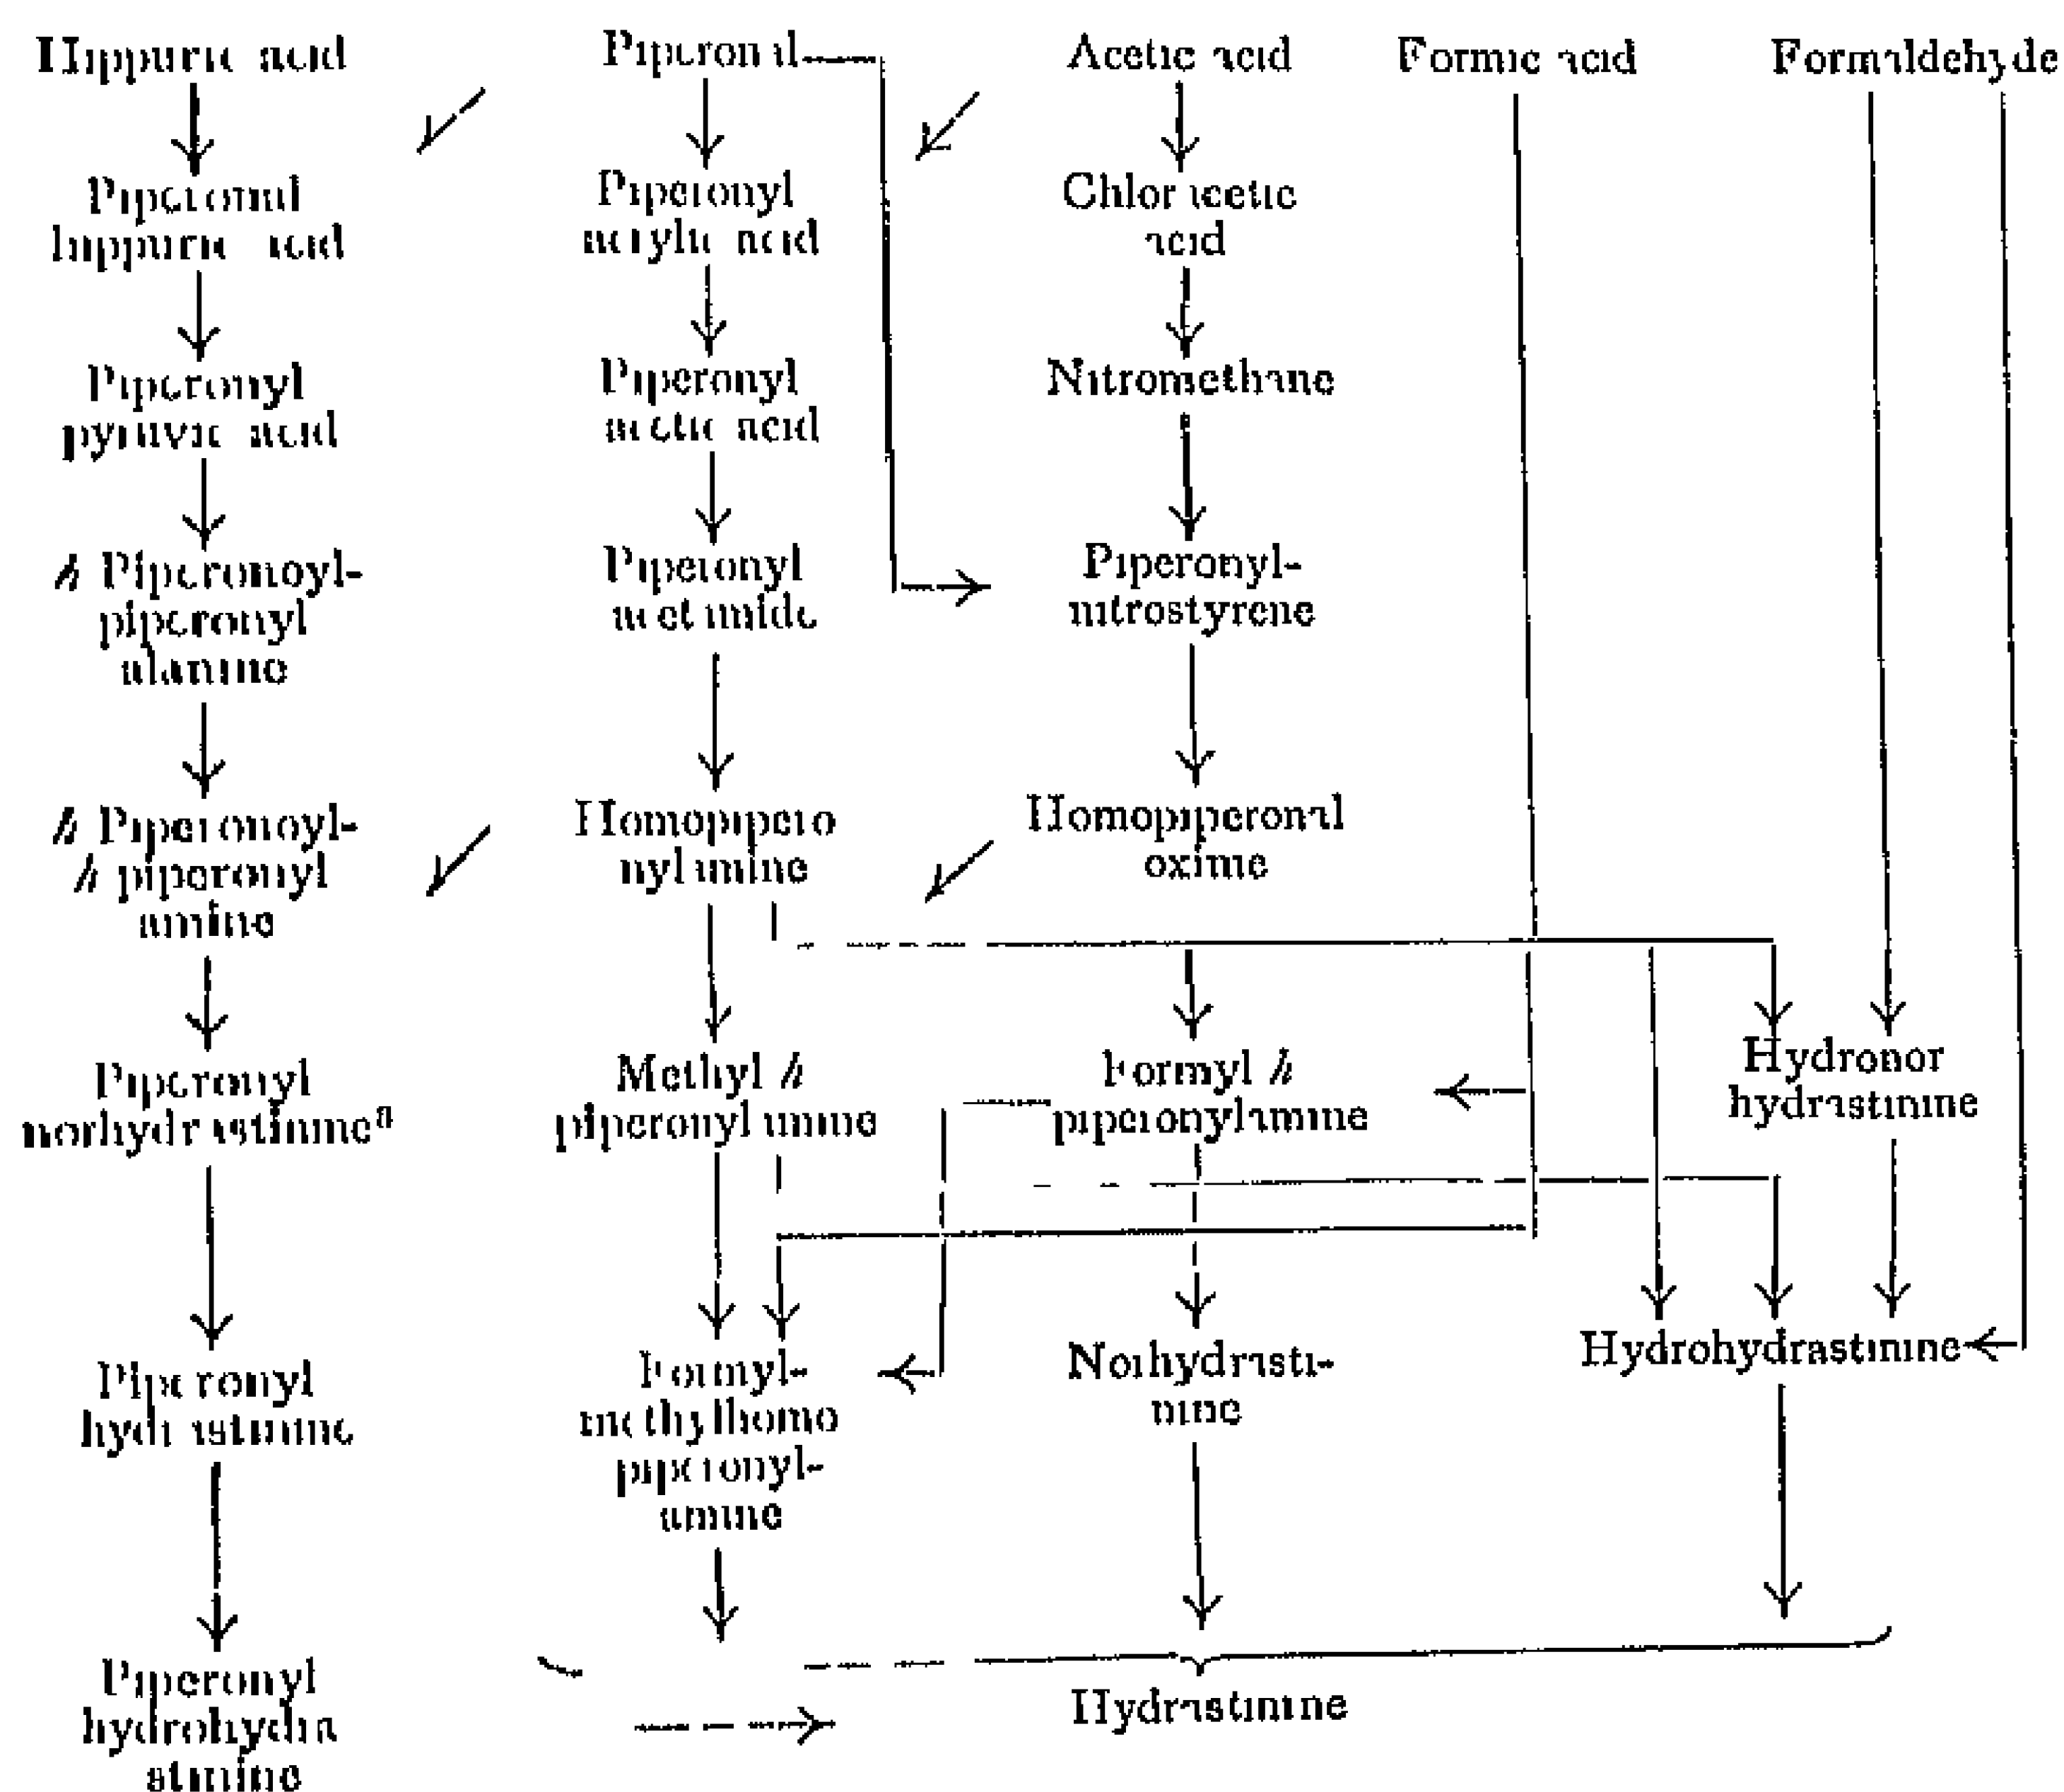 Hippuric acid
Piperonal
Acetic acid
Formic acid
Formaldehyde
Piperonal
hippuric acid
Piperonyl
acrylic acid
Chloracetic
acid
Piperonyl
pyruvic acid
Piperonyl
acetic acid
Nitromethane
h Piperonoyl-
piperonyl
alanine
Piperonyl
acetamide
Piperonyl-
nitrostyrene
h Piperonoyl-
h piperonyl
amine
Homopipero
nylamine
Homopiperonal
oxime
Piperonyl
norhydrastinine
Methyl h
piperonylamine
Formyl h
piperonylamine
Hydronor
hydrastinine
Piperonyl
hydrastinine
Formyl-
methylhomo
piperonyl-
amine
Norhydrasti-
nine
Hydrohydrastinine
Piperonyl
hydrohydra
stinine
Hydrastinine